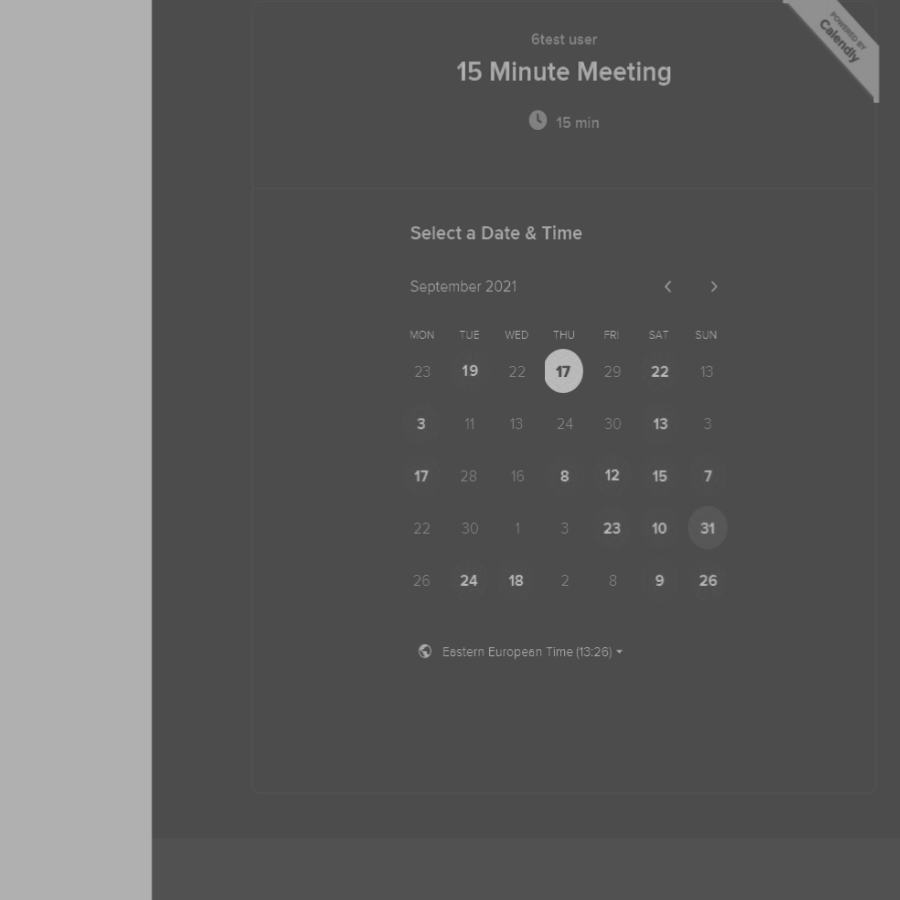 POWERED BY
Calendly
6test user
15 Minute Meeting
15 min
Select a Date & Time
September 2021
MON TUE WED THU FRI SAT SUN
23 19 22 17 29 22 13
3 11 13 24 30 13 3
17 28 16 8 12 15 7
22 30 1 3 23 10 31
26 24 18 2 8 9 26
Eastern European Time (13:26)